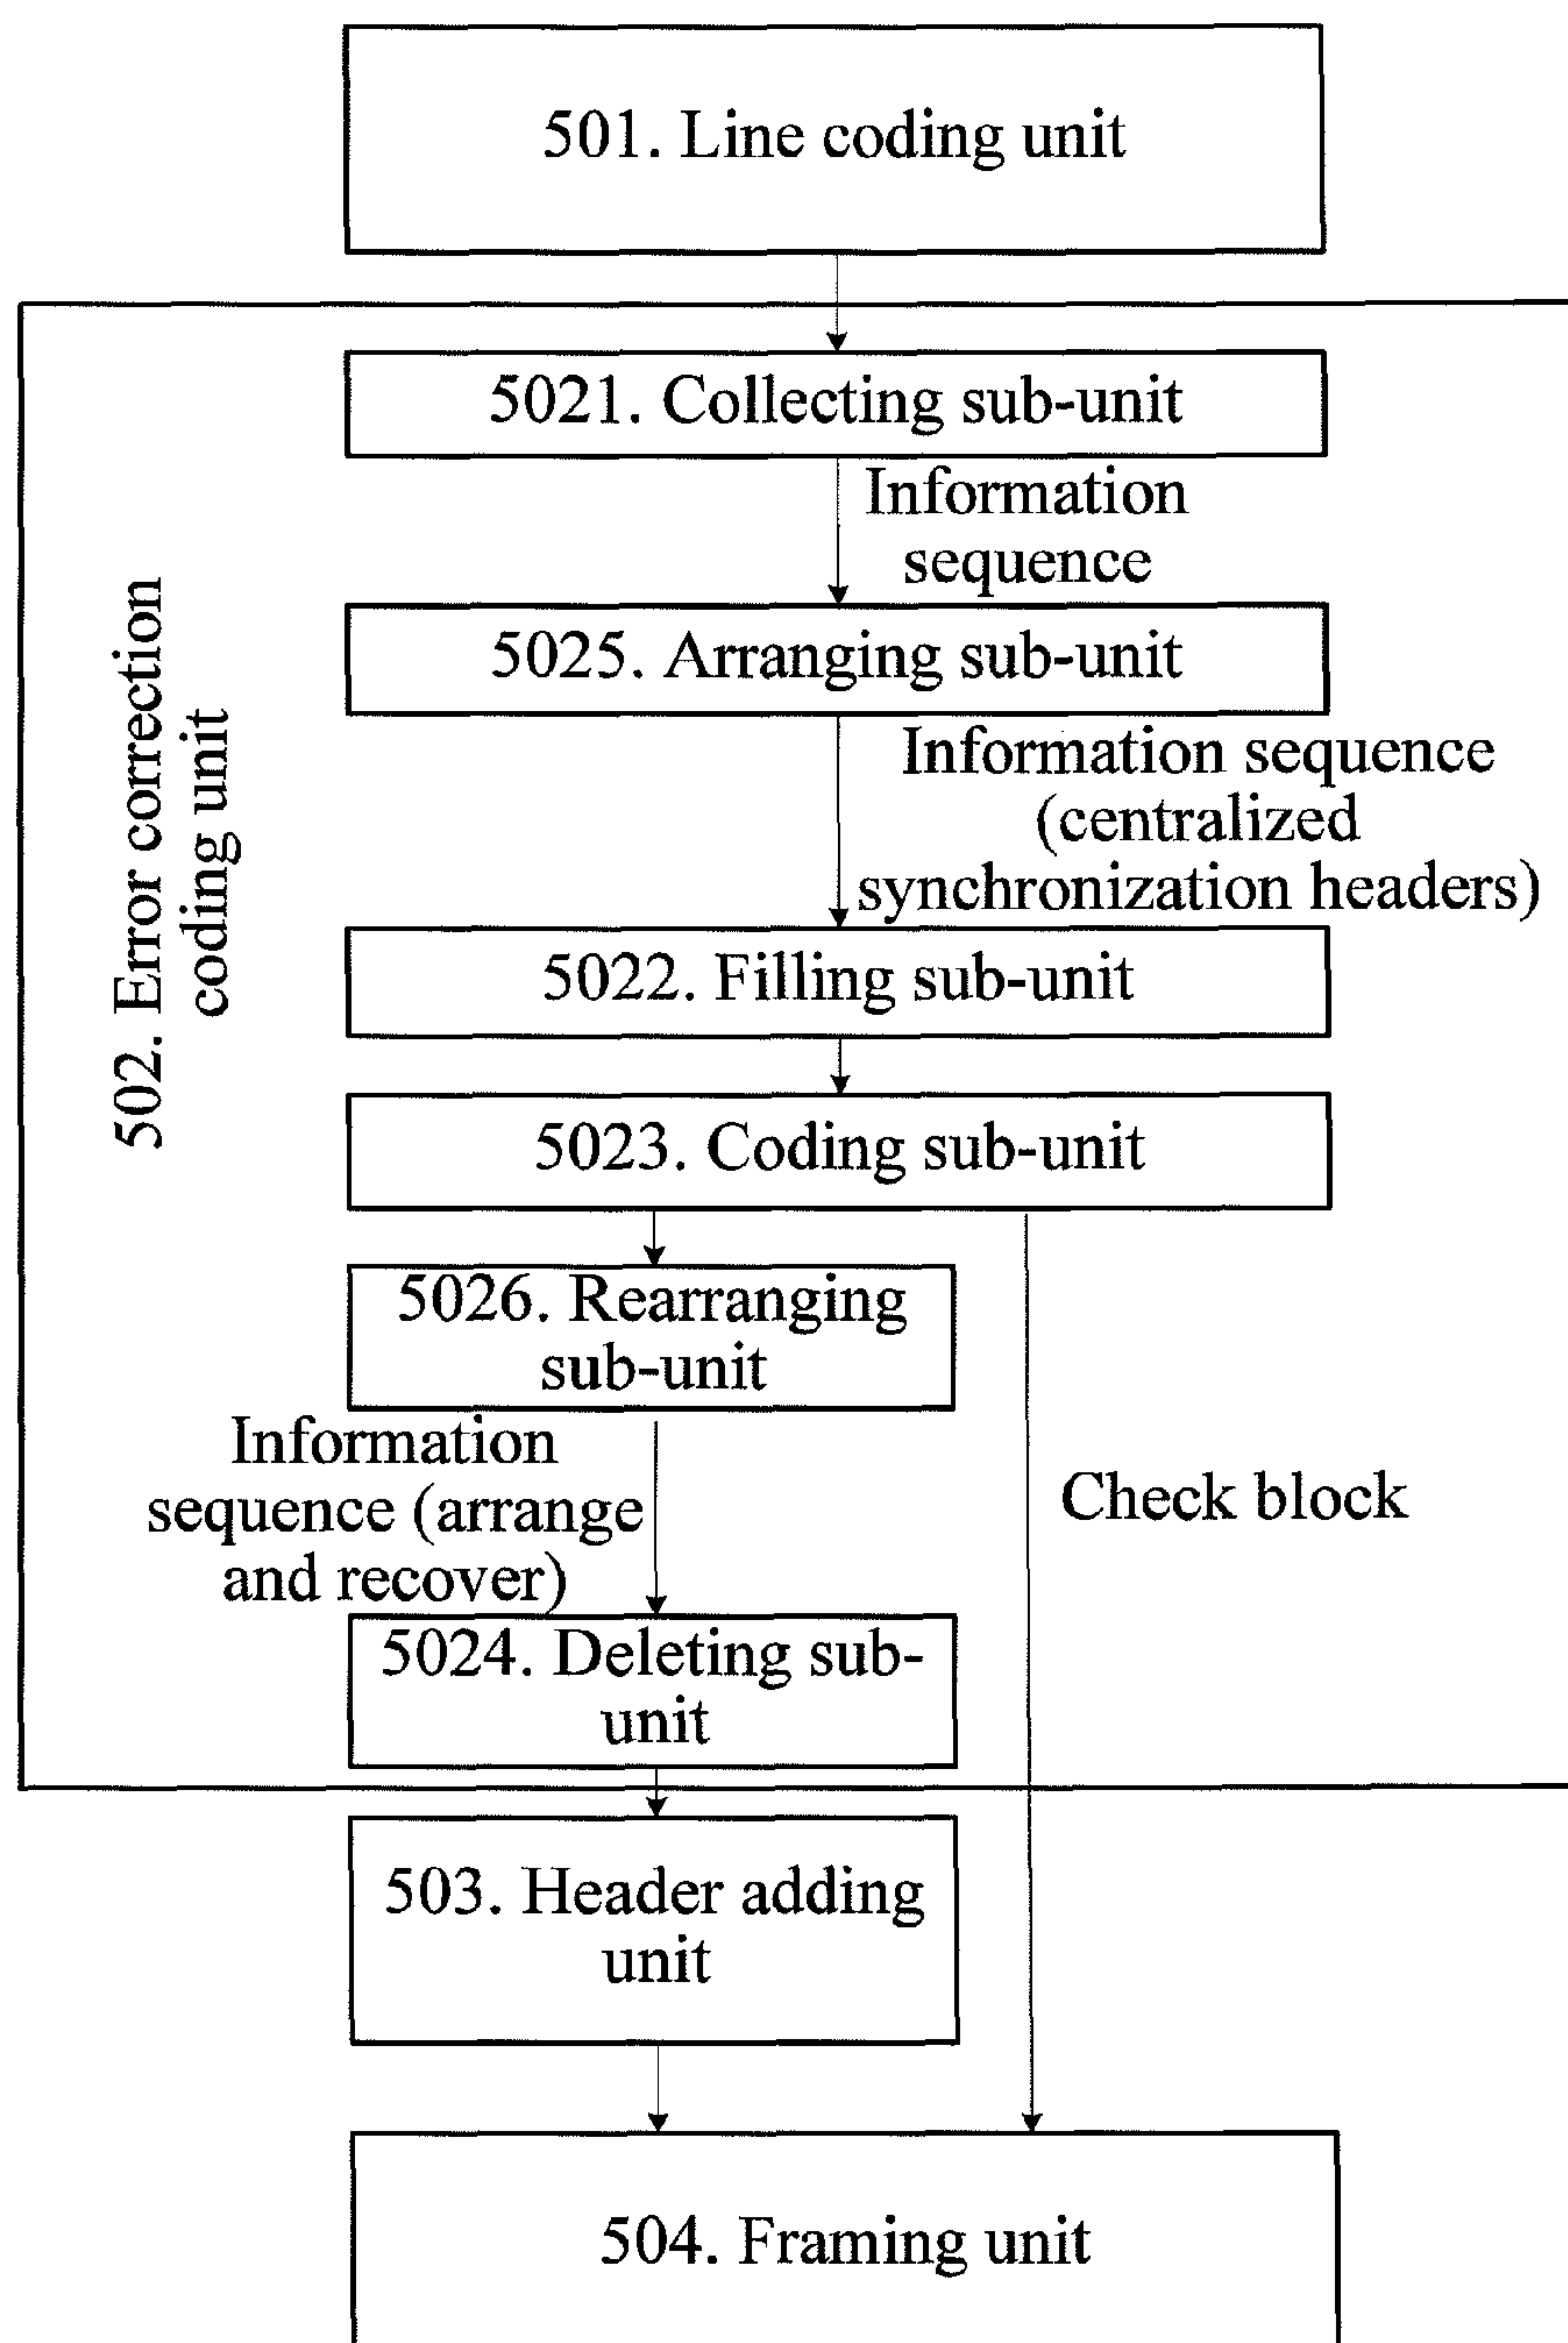 501. Line coding unit
502. Error correction
coding unit
5021. Collecting sub-unit
Information
sequence
5025. Arranging sub-unit
Information sequence
(centralized
synchronization headers)
5022. Filling sub-unit
5023. Coding sub-unit
5026. Rearranging
sub-unit
Information
sequence (arrange
and recover)
Check block
5024. Deleting sub-
unit
503. Header adding
unit
504. Framing unit